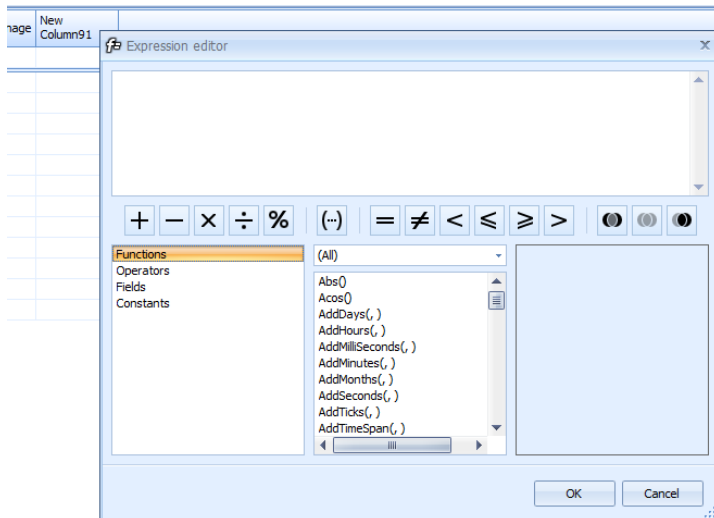 New
Column91
Expression editor
x
+ − × ÷ % (···) = ≠ < ≤ ≥ >
Functions
Operators
Fields
Constants
(All)
Abs()
Acos()
AddDays(, )
AddHours(, )
AddMilliSeconds(, )
AddMinutes(, )
AddMonths(, )
AddSeconds(, )
AddTicks(, )
AddTimeSpan(, )
OK
Cancel